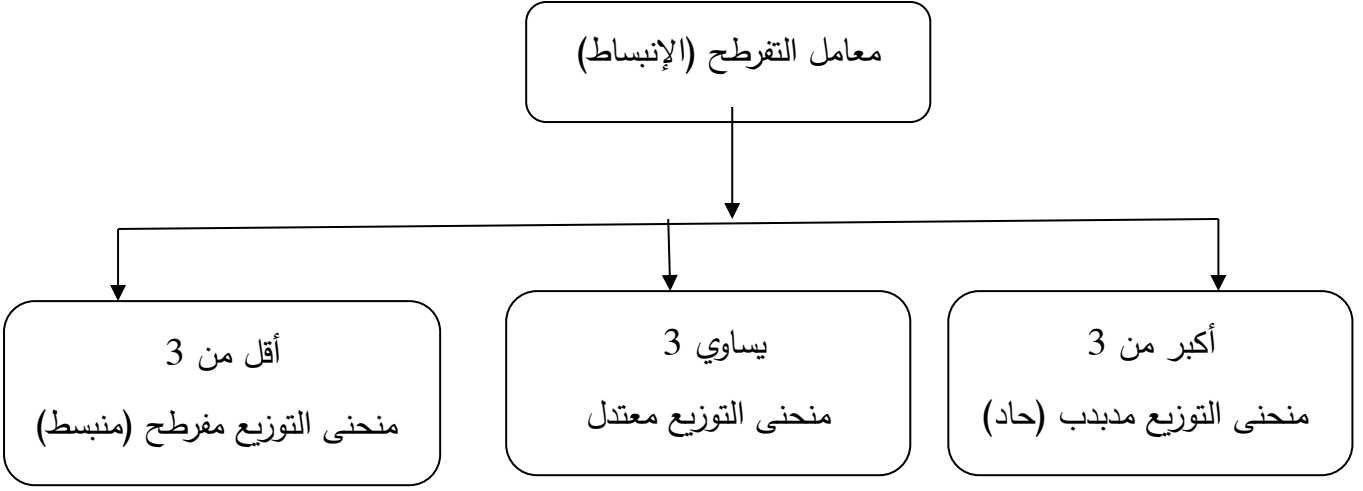 معامل التفرطح (الإنبساط)
أكبر من 3
منحنى التوزيع مدبدب (حاد)
يساوي 3
منحنى التوزيع معتدل
أقل من 3
منحنى التوزيع مفرطح (منبسط)